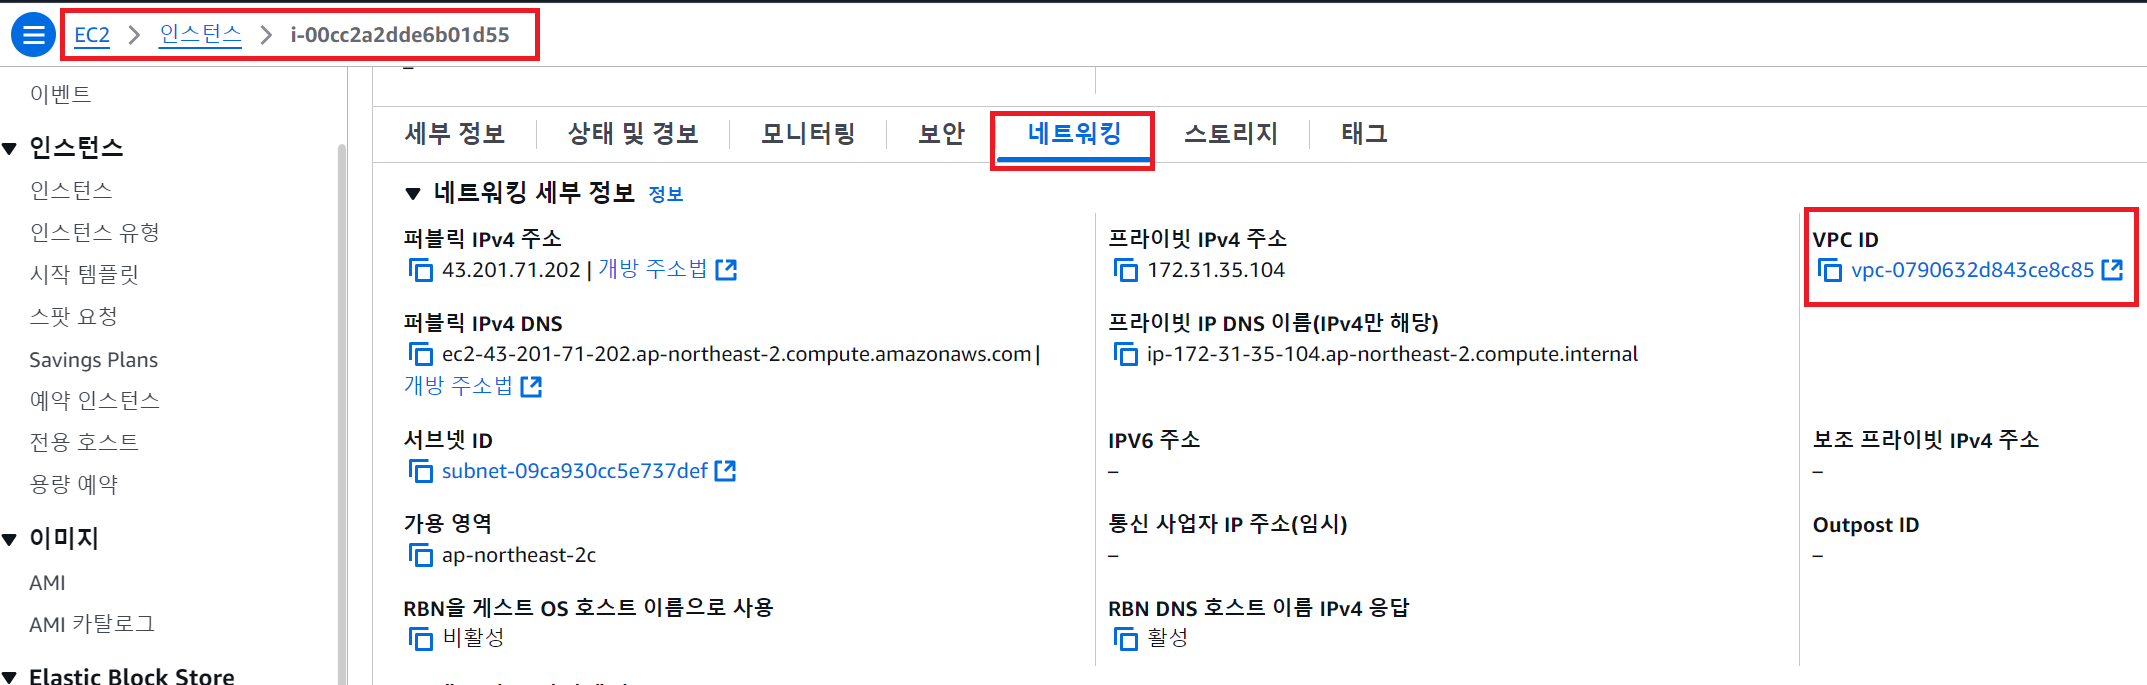 EC2 > 인스턴스 > i-00cc2a2dde6b01d55
이벤트
인스턴스
인스턴스
인스턴스 유형
시작 템플릿
스팟 요청
Savings Plans
예약 인스턴스
전용 호스트
용량 예약
이미지
AMI
AMI 카탈로그
Elastic Block Store
–
세부 정보 | 상태 및 경보 | 모니터링 | 보안 | 네트워킹 | 스토리지 | 태그
네트워킹 세부 정보 정보
퍼블릭 IPv4 주소
43.201.71.202 | 개방 주소법
프라이빗 IPv4 주소
172.31.35.104
VPC ID
vpc-0790632d843ce8c85
퍼블릭 IPv4 DNS
ec2-43-201-71-202.ap-northeast-2.compute.amazonaws.com |
개방 주소법
프라이빗 IP DNS 이름(IPv4만 해당)
ip-172-31-35-104.ap-northeast-2.compute.internal
서브넷 ID
subnet-09ca930cc5e737def
IPV6 주소
–
보조 프라이빗 IPv4 주소
–
가용 영역
ap-northeast-2c
통신 사업자 IP 주소(임시)
–
Outpost ID
–
RBN을 게스트 OS 호스트 이름으로 사용
비활성
RBN DNS 호스트 이름 IPv4 응답
활성